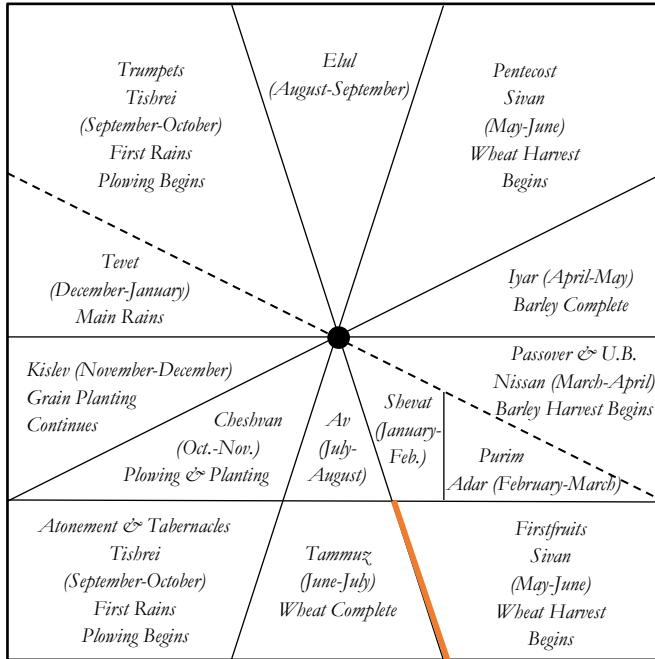 Trumpets
Tishrei
(September-October)
First Rains
Plowing Begins
Elul
(August-September)
Pentecost
Sivan
(May-June)
Wheat Harvest
Begins
Tevet
(December-January)
Main Rains
Iyar (April-May)
Barley Complete
Kislev (November-December)
Grain Planting
Continues
Passover & U.B.
Nissan (March-April)
Barley Harvest Begins
Cheshvan
(Oct.-Nov.)
Plowing & Planting
Av
(July-
August)
Shevat
(January-
Feb.)
Purim
Adar (February-March)
Atonement & Tabernacles
Tishrei
(September-October)
First Rains
Plowing Begins
Tammuz
(June-July)
Wheat Complete
Firstfruits
Sivan
(May-June)
Wheat Harvest
Begins